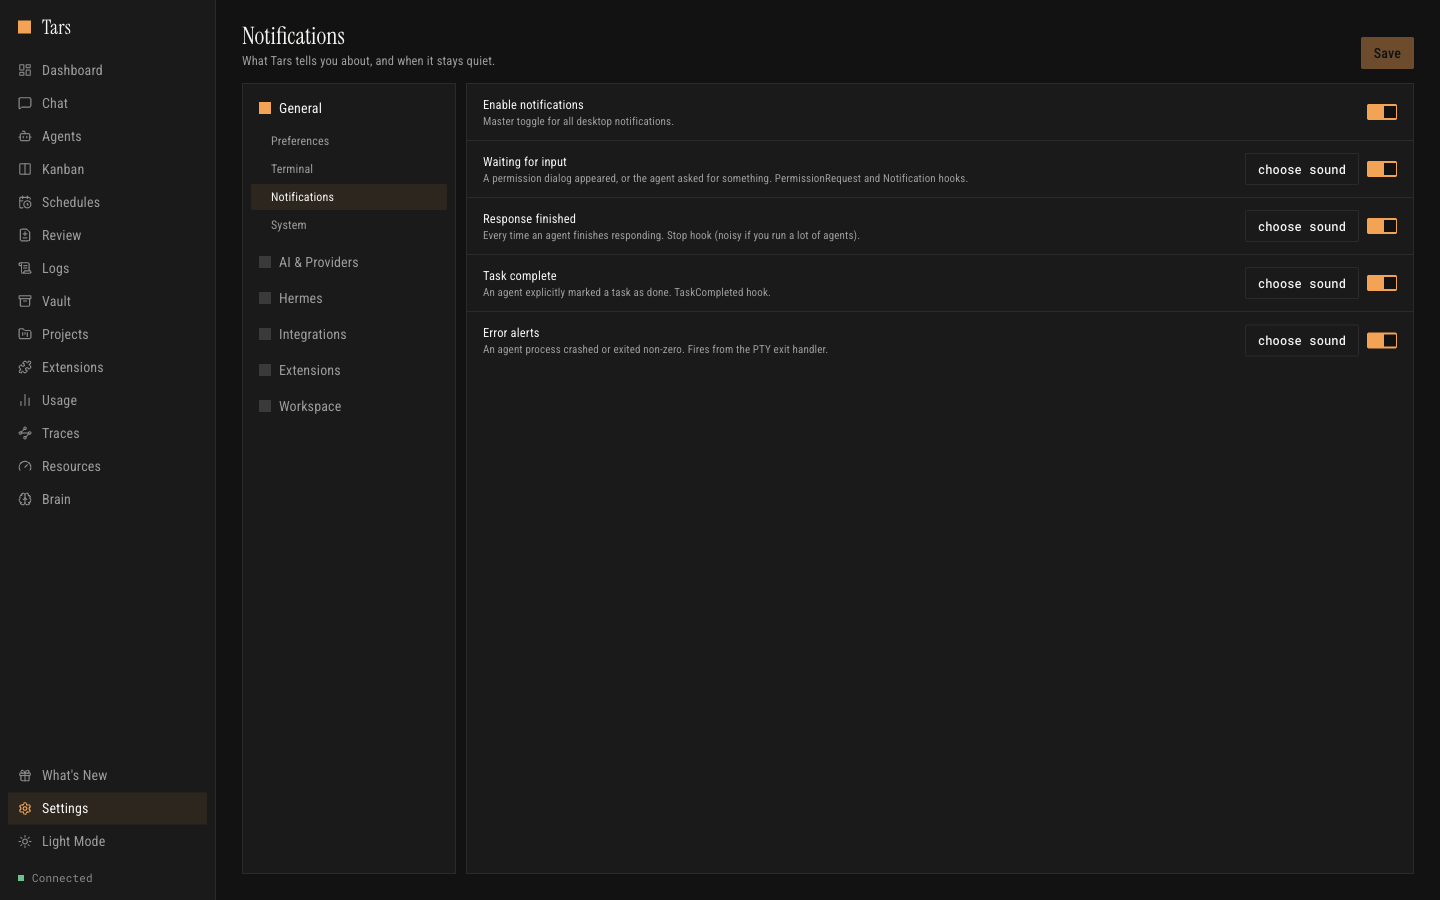 Tars
Dashboard
Chat
Agents
Kanban
Schedules
Review
Logs
Vault
Projects
Extensions
Usage
Traces
Resources
Brain
What's New
Settings
Light Mode
Connected
Notifications
What Tars tells you about, and when it stays quiet.
Save
General
Preferences
Terminal
Notifications
System
AI & Providers
Hermes
Integrations
Extensions
Workspace
Enable notifications
Master toggle for all desktop notifications.
Waiting for input
A permission dialog appeared, or the agent asked for something. PermissionRequest and Notification hooks.
choose sound
Response finished
Every time an agent finishes responding. Stop hook (noisy if you run a lot of agents).
choose sound
Task complete
An agent explicitly marked a task as done. TaskCompleted hook.
choose sound
Error alerts
An agent process crashed or exited non-zero. Fires from the PTY exit handler.
choose sound